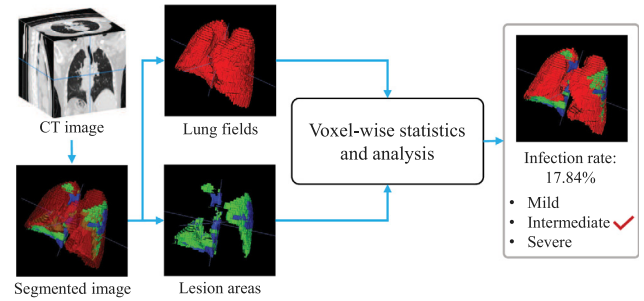 CT image
Segmented image
Lung fields
Lesion areas
Voxel-wise statistics
and analysis
Infection rate:
17.84%
• Mild
• Intermediate
• Severe